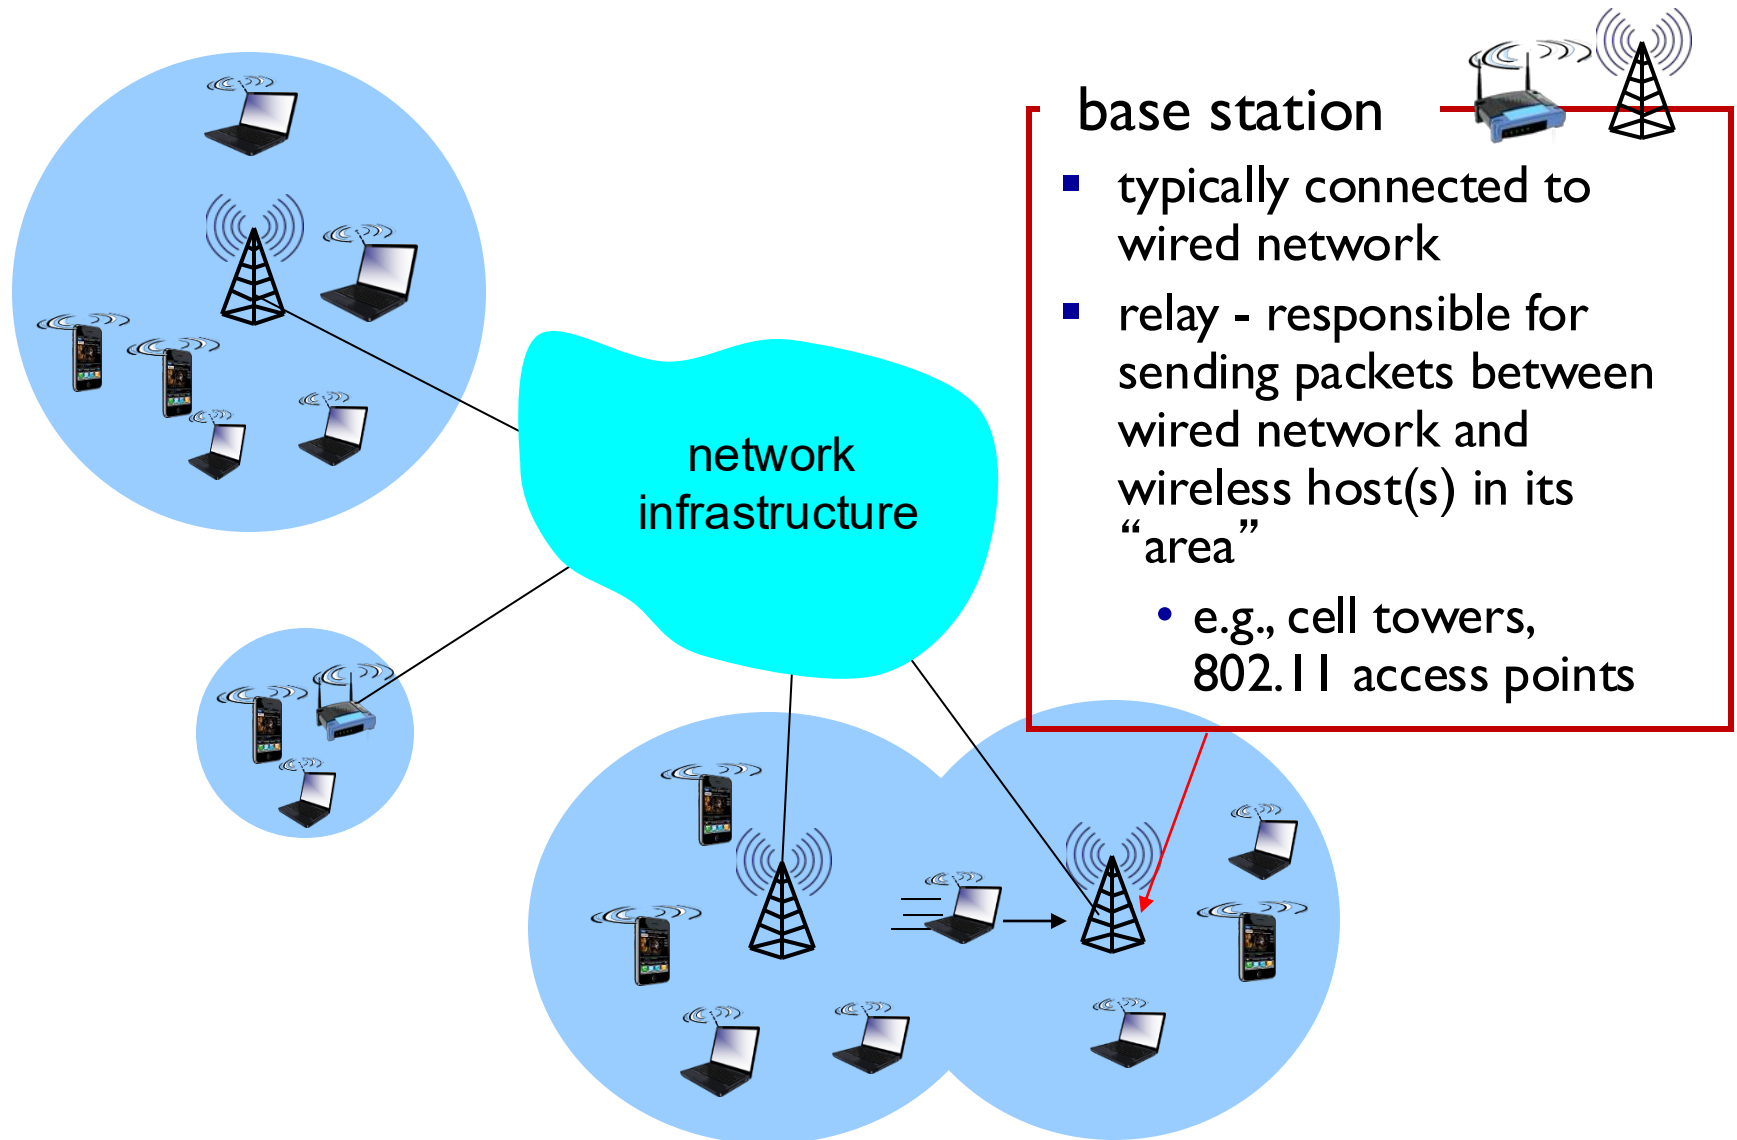 base station
▪ typically connected to
wired network
▪ relay - responsible for
sending packets between
wired network and
wireless host(s) in its
“area”
• e.g., cell towers,
802.11 access points
network
infrastructure